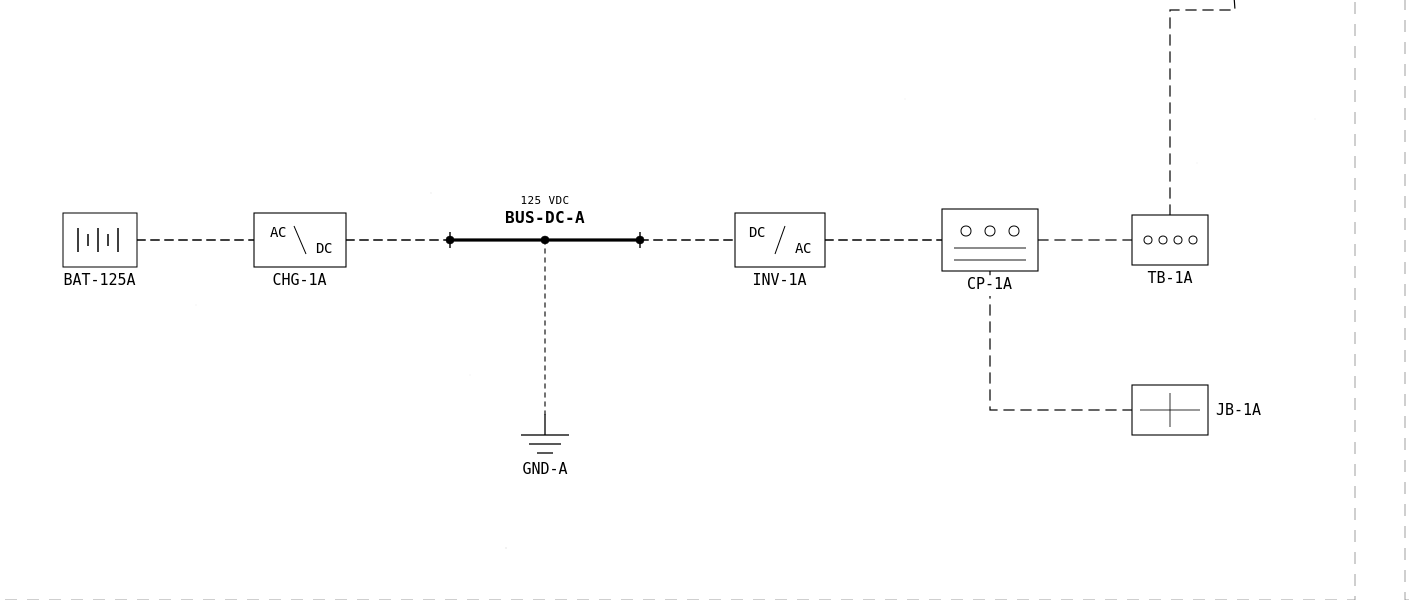 125 VDC
BUS-DC-A
AC
DC
DC
AC
BAT-125A
CHG-1A
INV-1A
CP-1A
TB-1A
JB-1A
GND-A